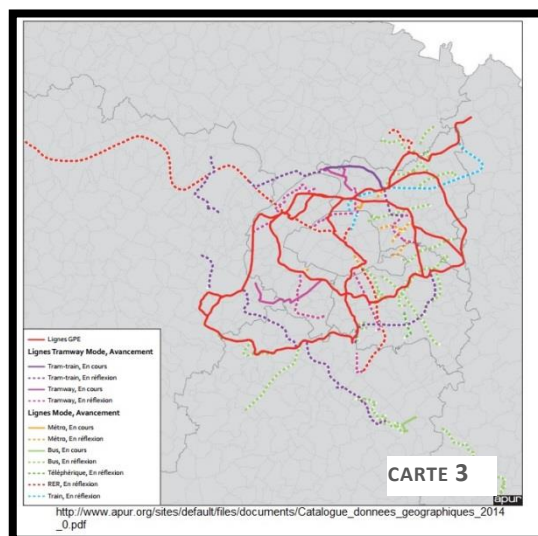 Lignes GPE
Lignes Tramway Mode, Avancement
Tram-train, En cours
Tram-train, En réflexion
Tramway, En cours
Tramway, En réflexion
Lignes Mode, Avancement
Métro, En cours
Métro, En réflexion
Bus, En cours
Bus, En réflexion
Téléphérique, En réflexion
RER, En réflexion
Train, En réflexion
CARTE 3
apur
http://www.apur.org/sites/default/files/documents/Catalogue_donnees_geographiques_2014
_0.pdf